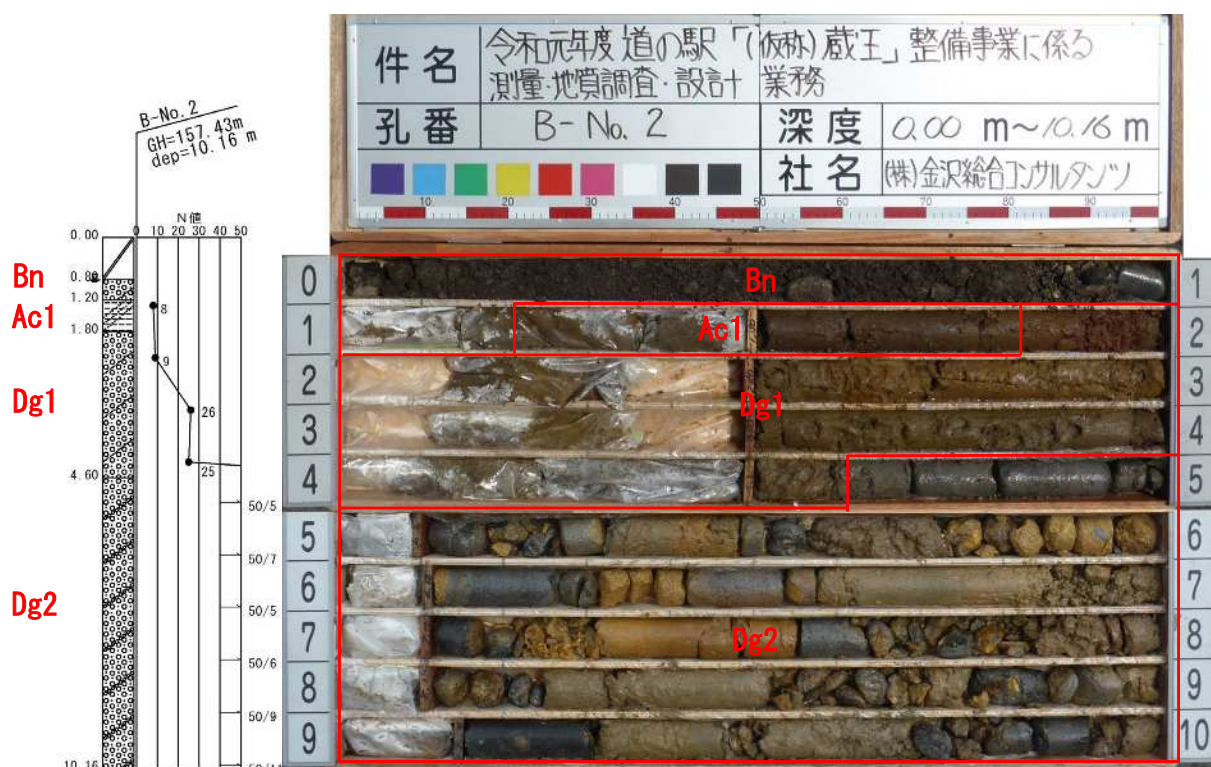 件名
令和元年度 道の駅「(仮称)蔵王」整備事業に係る
測量・地質調査・設計 業務
孔番 B-No. 2 深度 0.00 m～10.16 m
社名 (株)金沢総合コンサルタンツ
10 20 30 40 50 60 70 80 90
B-No. 2
GH=157.43m
dep=10.16 m
N値
0 10 20 30 40 50
0.00
0.80
1.20
1.80
4.60
10.16
8
9
26
25
50/5
50/7
50/5
50/6
50/9
Bn
Ac1
Dg1
Dg2
0 Bn 1
1 Ac1 2
2 3
Dg1
3 4
4 5
5 6
6 7
7 Dg2 8
8 9
9 10